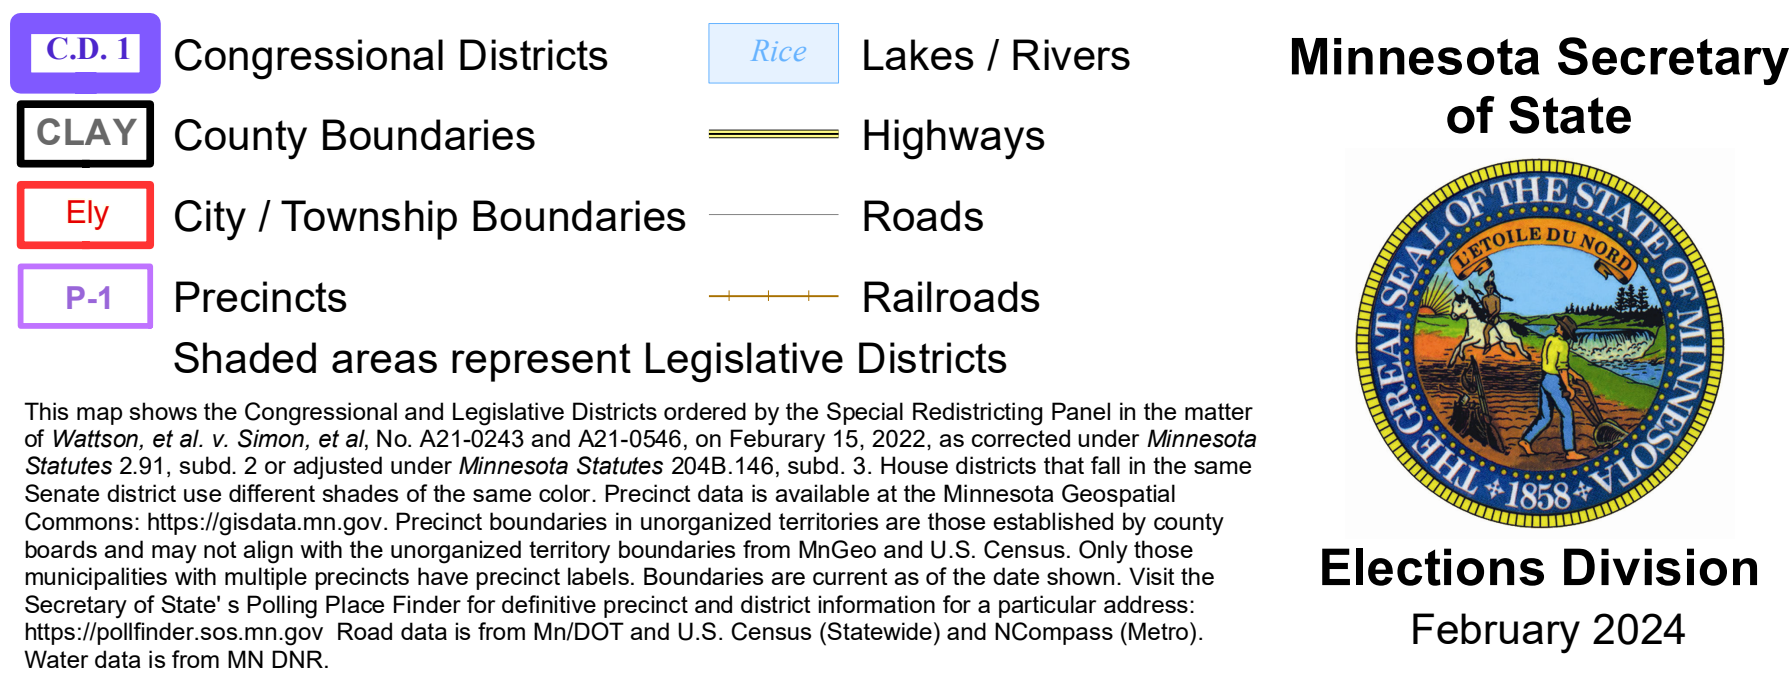 C.D. 1 Congressional Districts
CLAY County Boundaries
Ely City / Township Boundaries
P-1 Precincts
Rice Lakes / Rivers
Highways
Roads
Railroads
Shaded areas represent Legislative Districts
This map shows the Congressional and Legislative Districts ordered by the Special Redistricting Panel in the matter
of Wattson, et al. v. Simon, et al, No. A21-0243 and A21-0546, on Feburary 15, 2022, as corrected under Minnesota
Statutes 2.91, subd. 2 or adjusted under Minnesota Statutes 204B.146, subd. 3. House districts that fall in the same
Senate district use different shades of the same color. Precinct data is available at the Minnesota Geospatial
Commons: https://gisdata.mn.gov. Precinct boundaries in unorganized territories are those established by county
boards and may not align with the unorganized territory boundaries from MnGeo and U.S. Census. Only those
municipalities with multiple precincts have precinct labels. Boundaries are current as of the date shown. Visit the
Secretary of State' s Polling Place Finder for definitive precinct and district information for a particular address:
https://pollfinder.sos.mn.gov  Road data is from Mn/DOT and U.S. Census (Statewide) and NCompass (Metro).
Water data is from MN DNR.
Minnesota Secretary
of State
THE GREAT SEAL OF THE STATE OF MINNESOTA
L'ETOILE DU NORD
1858
Elections Division
February 2024